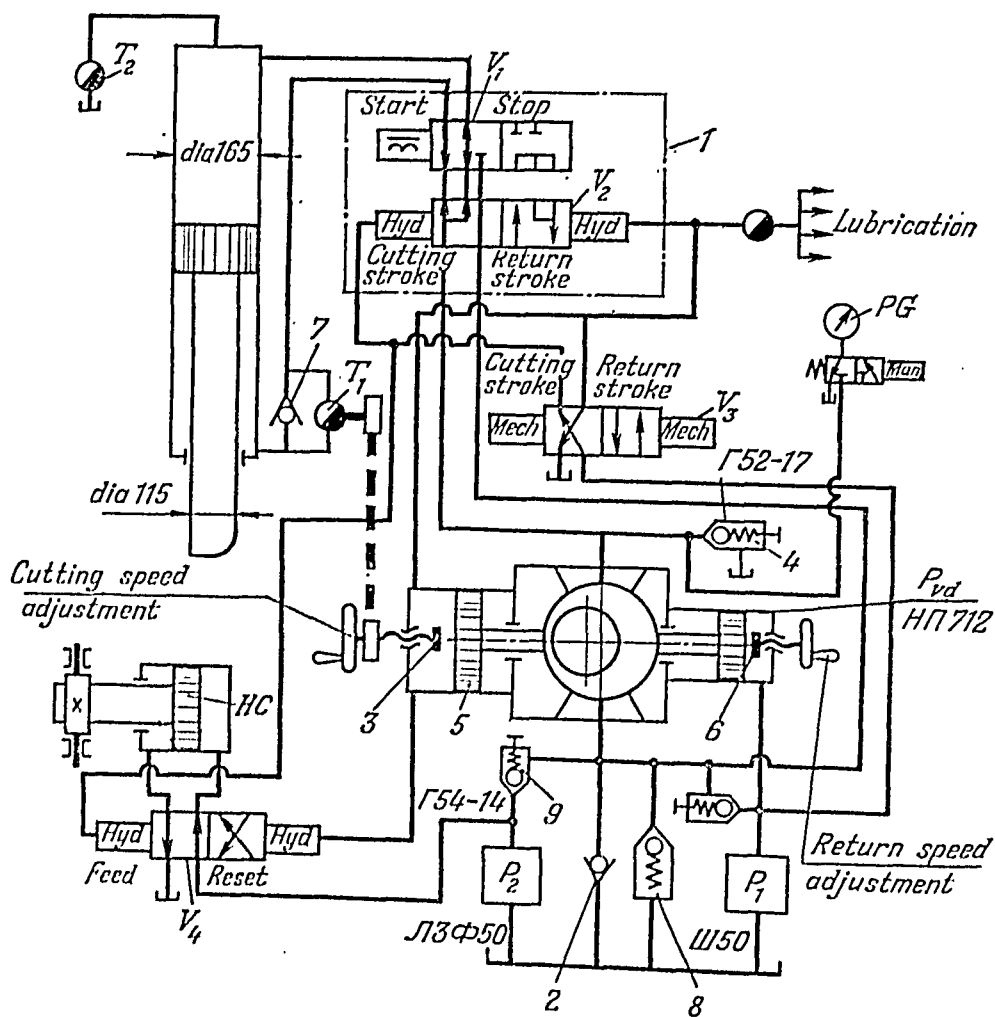 T2
V1
Start
Stop
1
dia 165
V2
Hyd
Hyd
Lubrication
Cutting
stroke
Return
stroke
PG
7
Cutting
stroke
Return
stroke
Man
T1
V3
Mech
Mech
Г52-17
dia 115
4
Cutting speed
adjustment
Pvd
НП 712
HC
x
3
5
6
9
Г54-14
Hyd
Hyd
Return speed
adjustment
Feed
Reset
P2
P1
V4
ЛЗФ50
Ш50
2
8